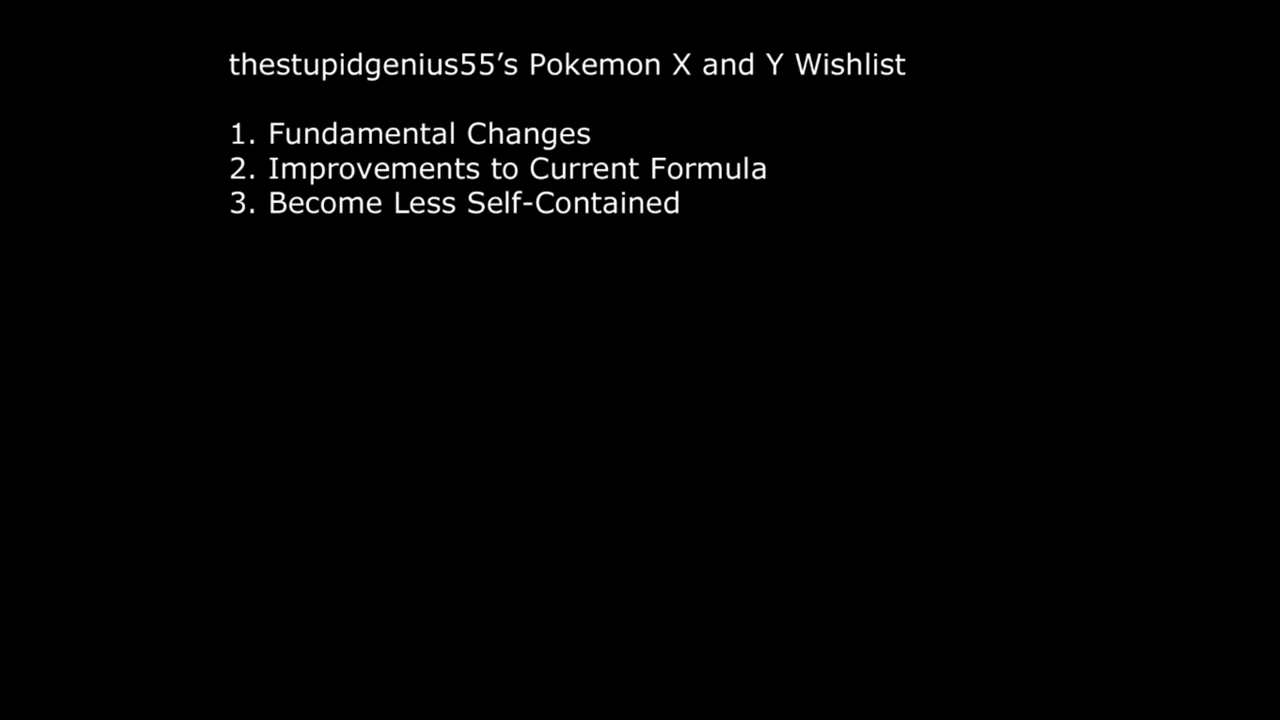 thestupidgenius55’s Pokemon X and Y Wishlist
1. Fundamental Changes
2. Improvements to Current Formula
3. Become Less Self-Contained